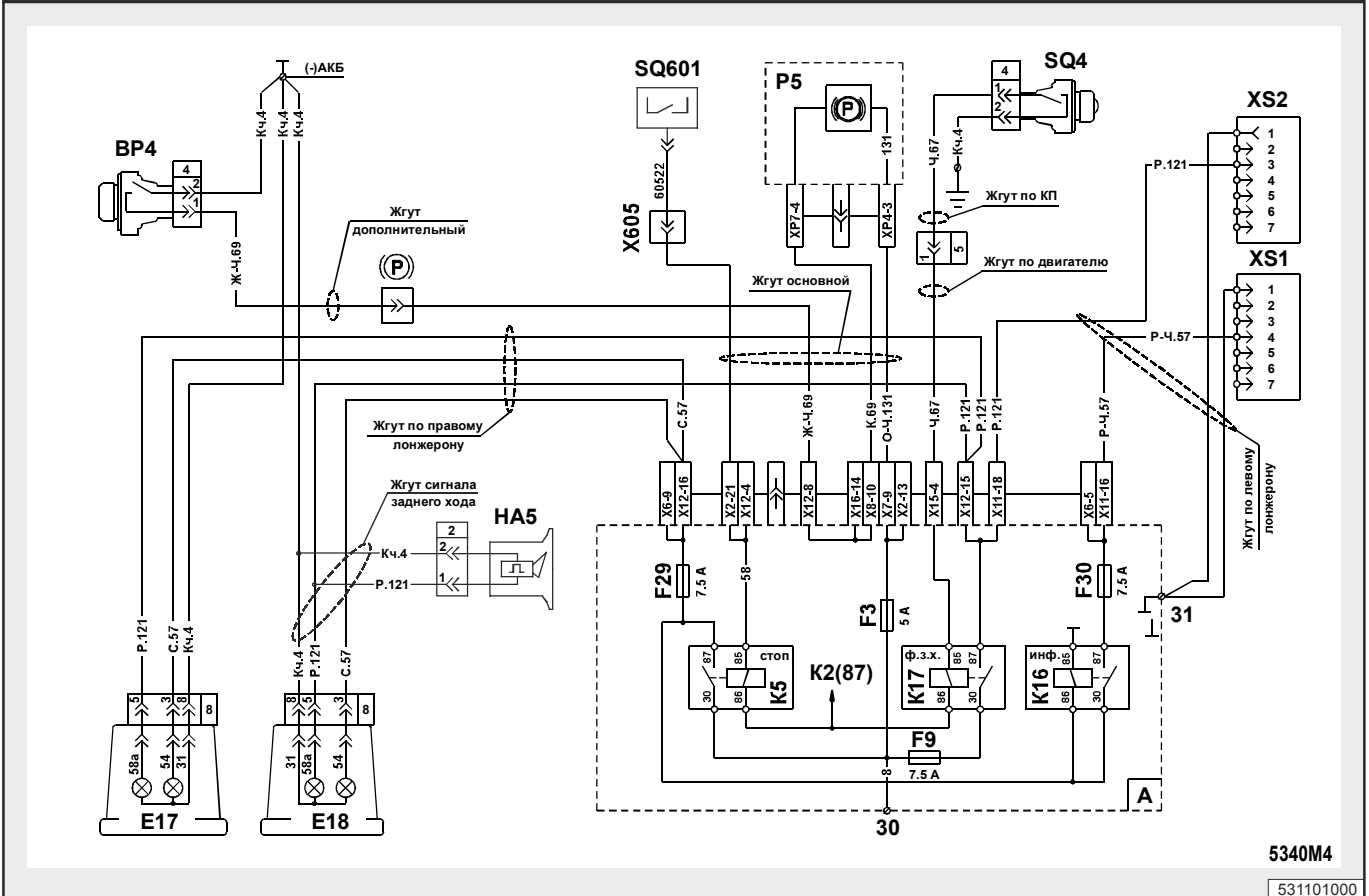 (-)АКБ
SQ601
P5
SQ4
XS2
BP4
Кч.4
Кч.4
Кч.4
4
2
1
Ж-Ч.69
60522
X605
P
131
XP7-4
XP4-3
4
1
2
Ч.67
Кч.4
Жгут по КП
1
5
Жгут по двигателю
Р.121
1
2
3
4
5
6
7
XS1
1
2
3
4
5
6
7
Р-Ч.57
Жгут
дополнительный
(P)
Жгут основной
Жгут по правому
лонжерону
Жгут сигнала
заднего хода
HA5
2
2
1
Кч.4
Р.121
С.57
Ж-Ч.69
К.69
О-Ч.131
Ч.67
Р.121
Р.121
Р.121
Р-Ч.57
Жгут по левому
лонжерону
X6-9
X12-16
X2-21
X12-4
X12-8
X16-14
X8-10
X7-9
X2-13
X15-4
X12-15
X11-18
X6-5
X11-16
F29
7.5 A
58
F3
5 A
F30
7.5 A
31
87
85
стоп
30
86
K5
K2(87)
ф.з.х.
85
87
86
30
K17
инф.
85
87
86
30
K16
F9
7.5 A
8
30
A
Р.121
С.57
Кч.4
5
3
8
8
58a
54
31
E17
Кч.4
Р.121
С.57
8
5
3
8
31
58a
54
E18
5340M4
531101000